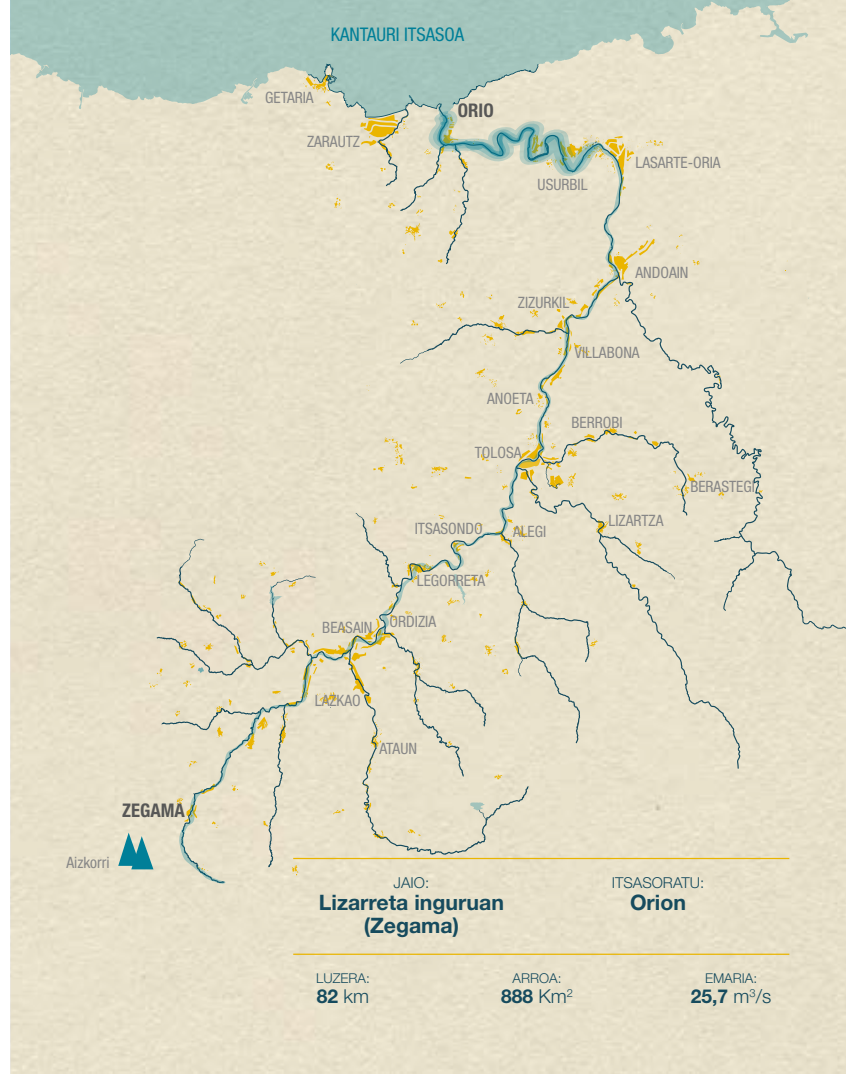 KANTAURI ITSASOA
GETARIA
ORIO
ZARAUTZ
LASARTE-ORIA
USURBIL
ANDOAIN
ZIZURKIL
VILLABONA
ANOETA
BERROBI
TOLOSA
BERASTEGI
LIZARTZA
ITSASONDO
ALEGI
LEGORRETA
ORDIZIA
BEASAIN
LAZKAO
ATAUN
ZEGAMA
Aizkorri
JAIO:
Lizarreta inguruan
(Zegama)
ITSASORATU:
Orion
LUZERA:
82 km
ARROA:
888 Km²
EMARIA:
25,7 m³/s